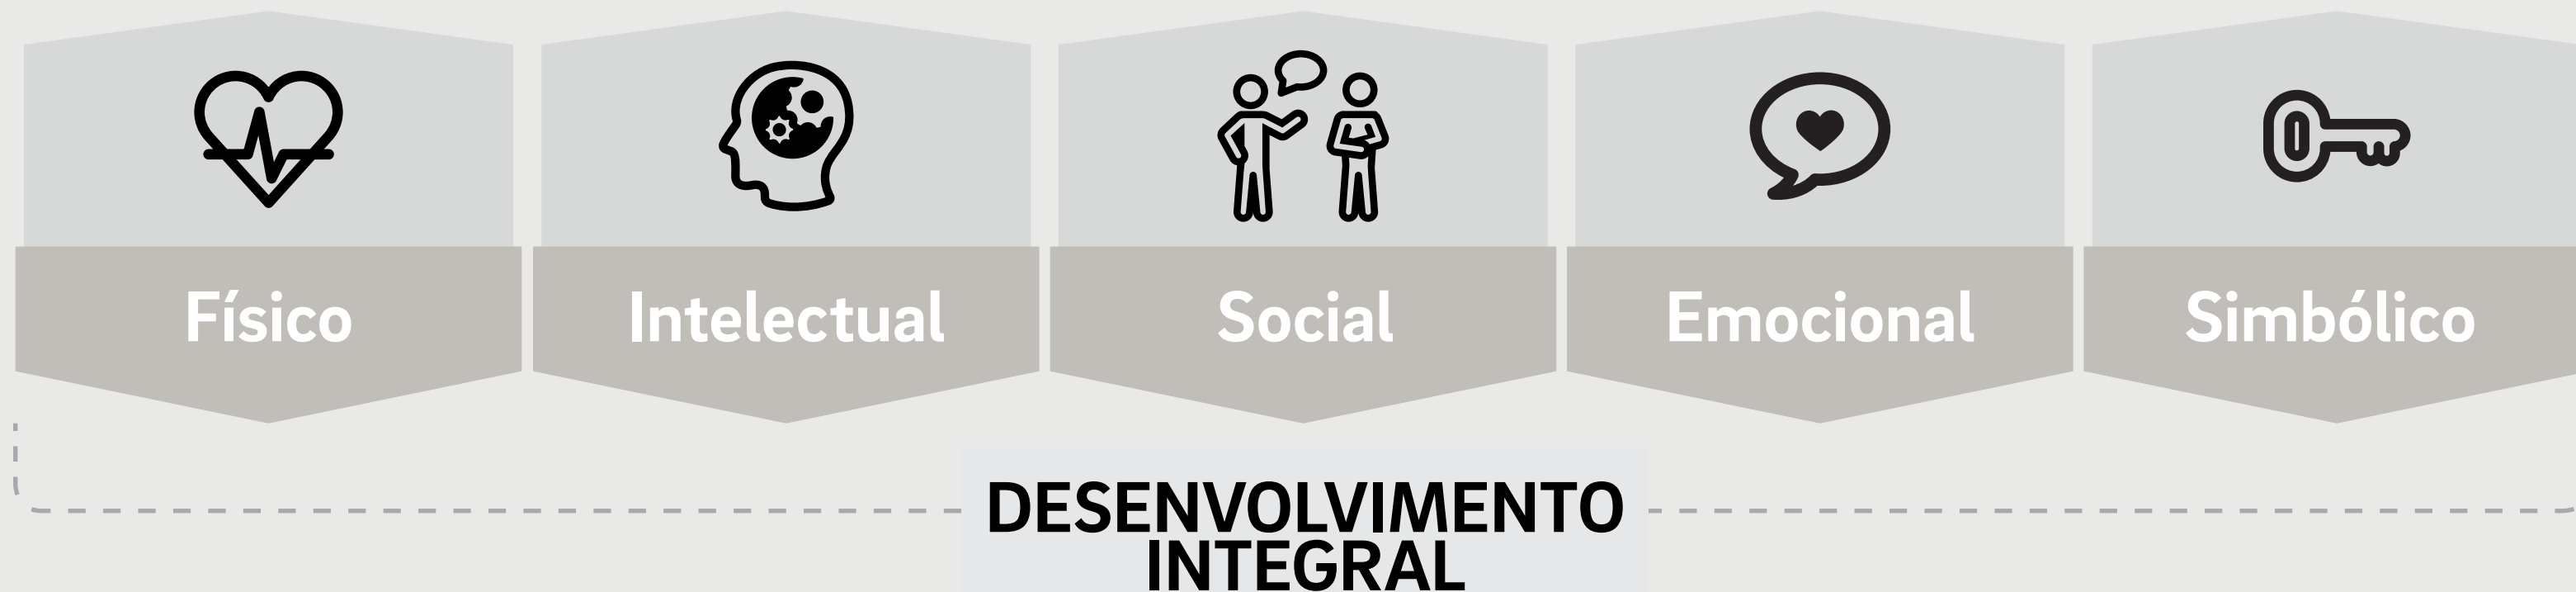 Físico
Intelectual
Social
Emocional
Simbólico
DESENVOLVIMENTO
INTEGRAL